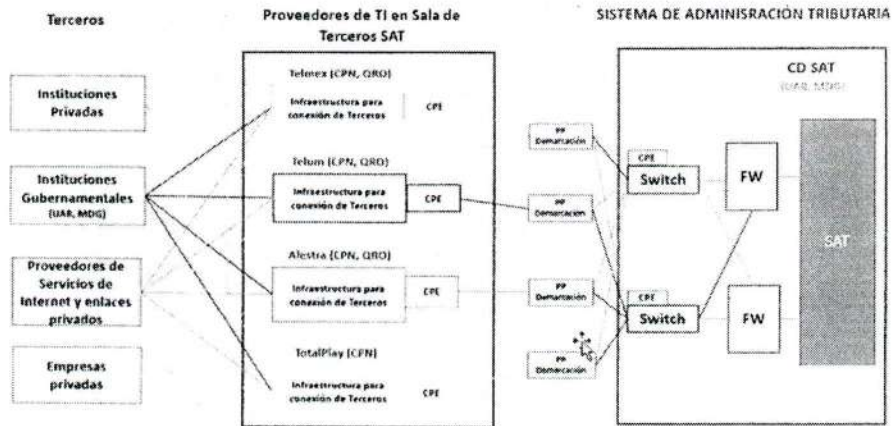 Terceros
Proveedores de TI en Sala de
Terceros SAT
SISTEMA DE ADMINISRACIÓN TRIBUTARIA
Instituciones
Privadas
Instituciones
Gubernamentales
(UAR, MDG)
Proveedores de
Servicios de
Internet y enlaces
privados
Empresas
privadas
Telmex (CPN, QRO)
Infraestructura para
conexión de Terceros
CPE
Telum (CPN, QRO)
Infraestructura para
conexión de Terceros
CPE
Alestra (CPN, QRO)
Infraestructura para
conexión de Terceros
CPE
TotalPlay (CPN)
Infraestructura para
conexión de Terceros
CPE
PP
Demarcación
PP
Demarcación
PP
Demarcación
PP
Demarcación
CD SAT
(UAR, MDG)
CPE
Switch
FW
CPE
Switch
FW
SAT